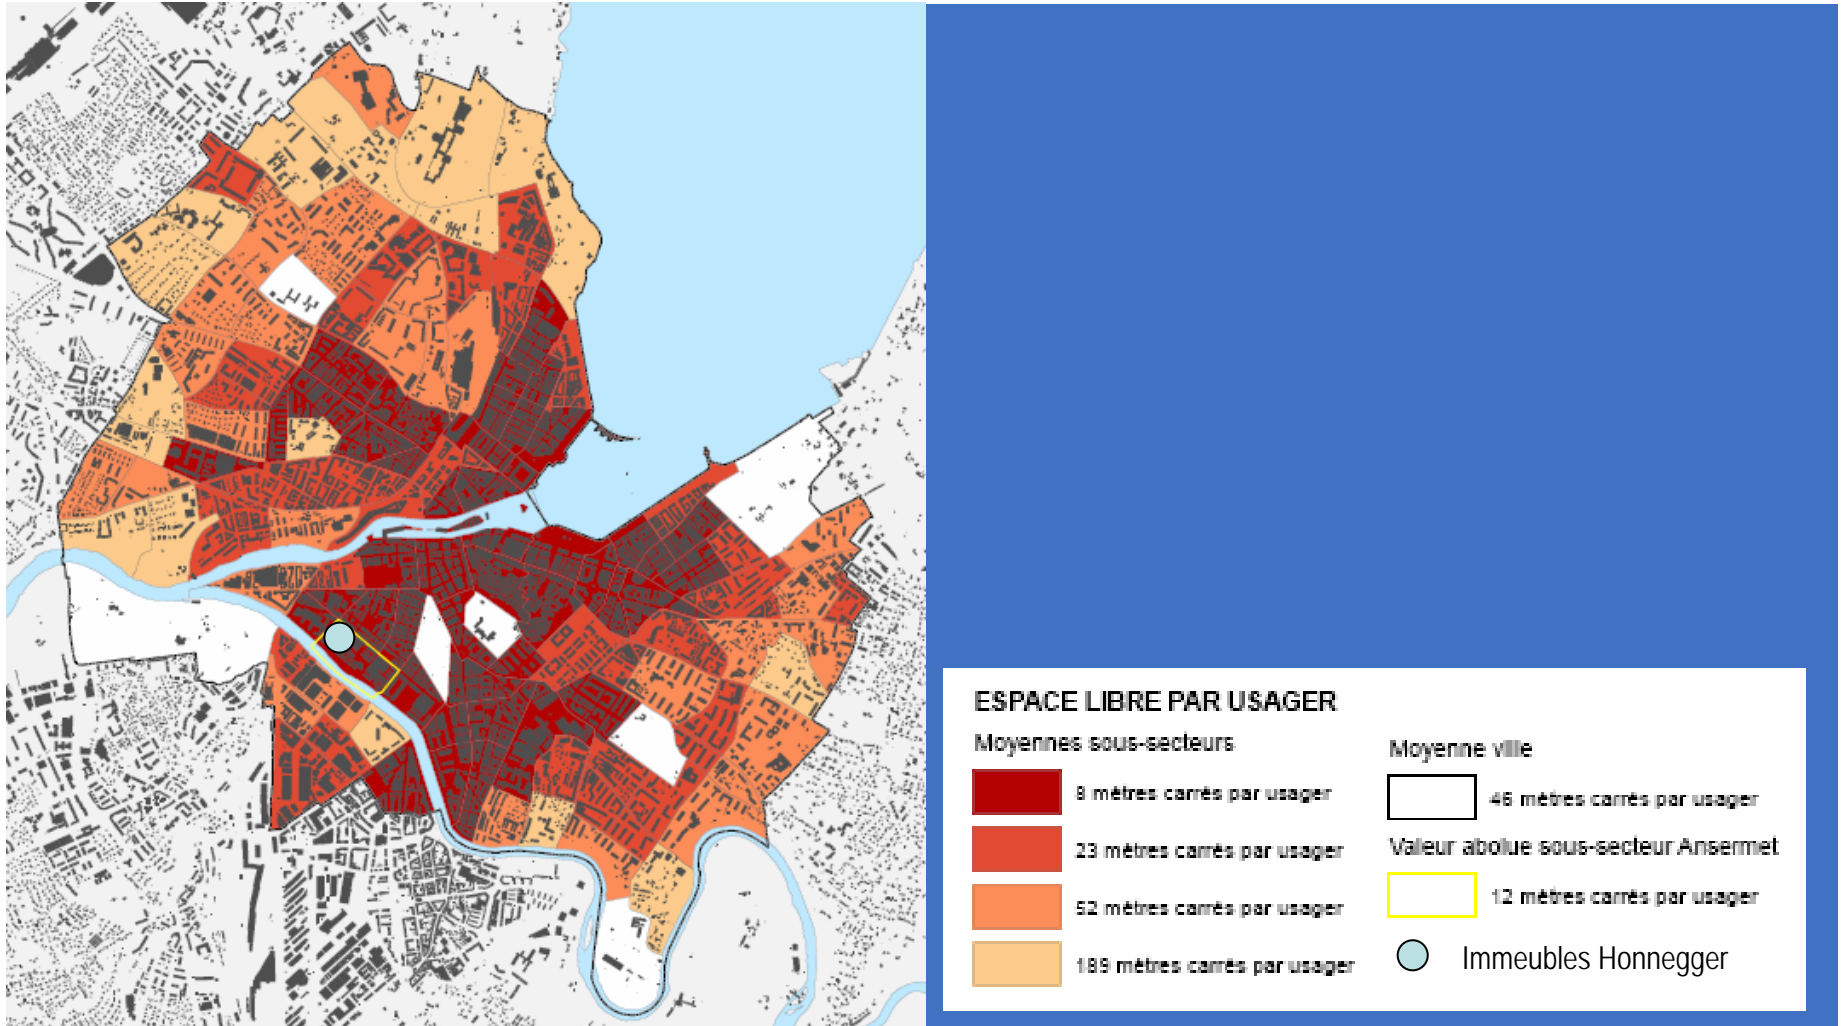 ESPACE LIBRE PAR USAGER
Moyennes sous-secteurs
8 mètres carrés par usager
23 mètres carrés par usager
52 mètres carrés par usager
189 mètres carrés par usager
Moyenne ville
46 mètres carrés par usager
Valeur abolue sous-secteur Ansermet
12 mètres carrés par usager
Immeubles Honnegger